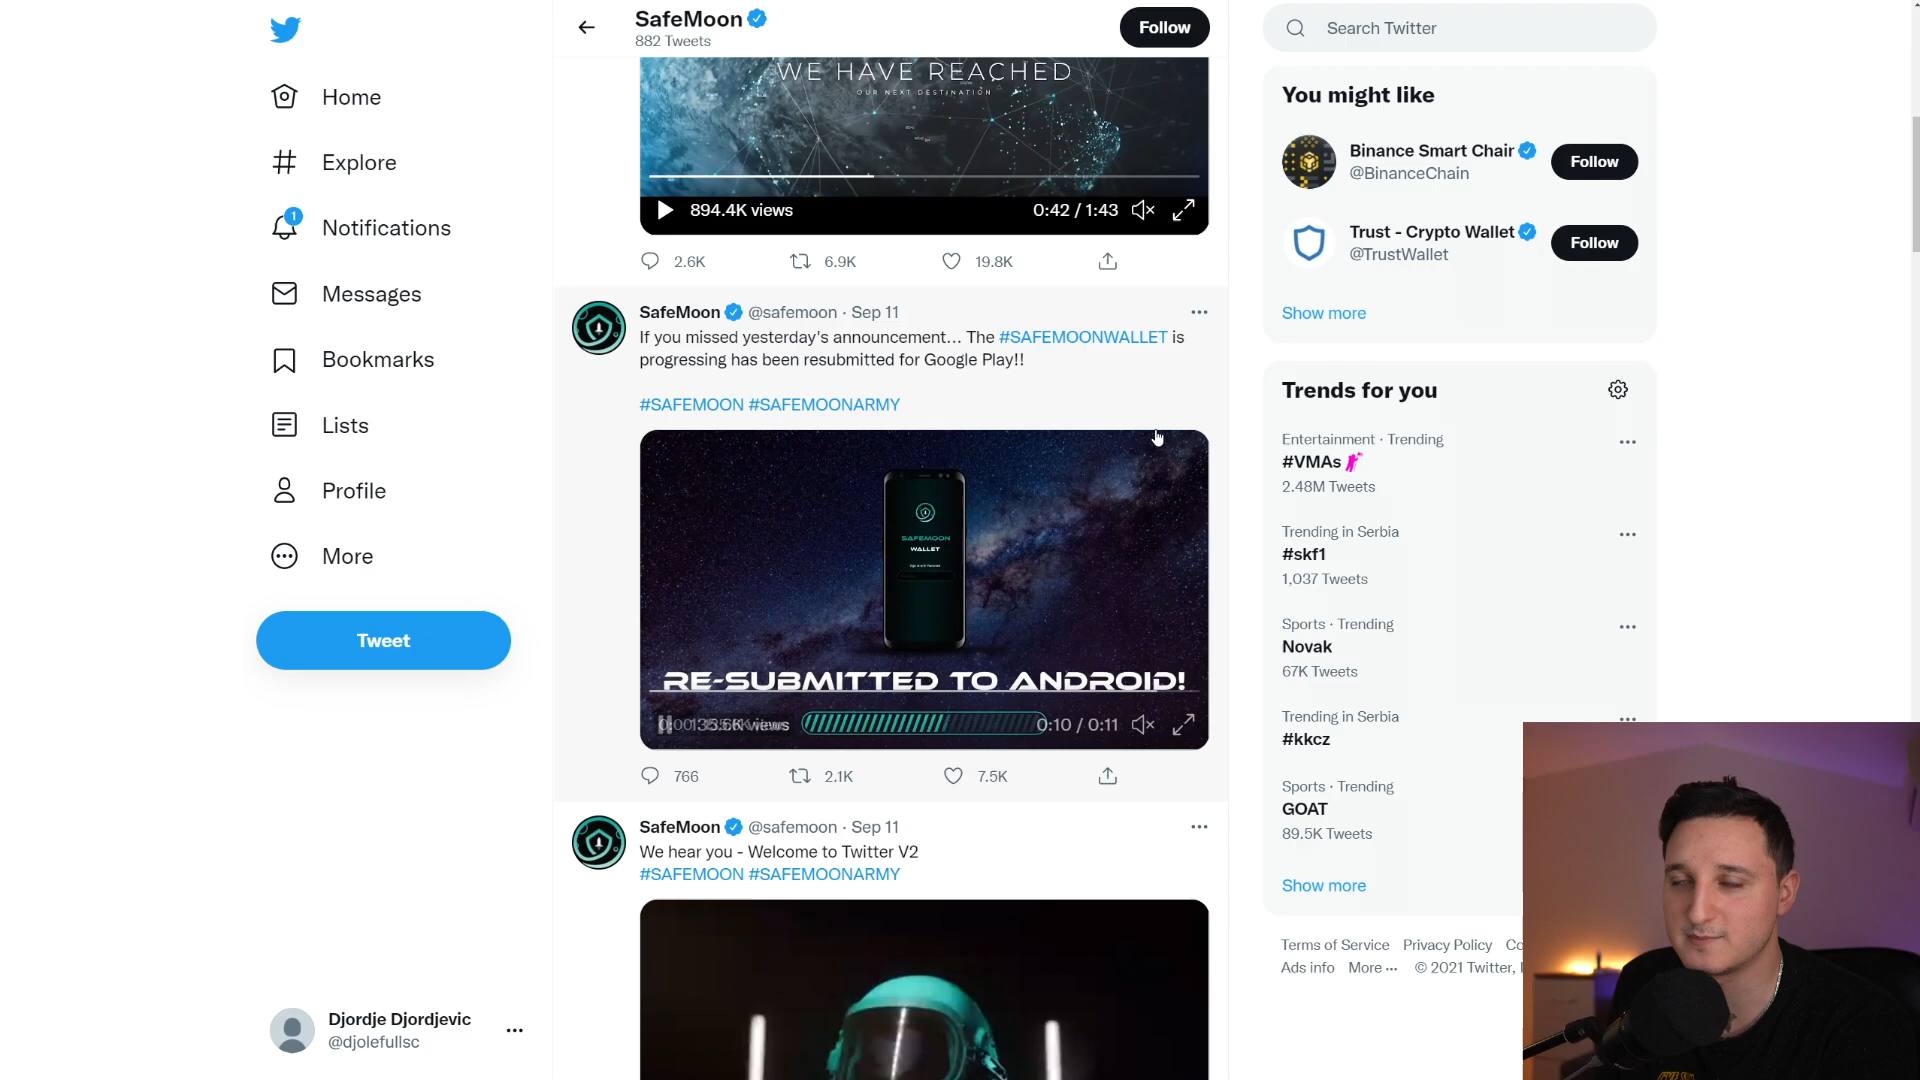 Home
Explore
1
Notifications
Messages
Bookmarks
Lists
Profile
More
Tweet
Djordje Djordjevic
@djolefullsc
SafeMoon
882 Tweets
Follow
WE HAVE REACHED
OUR NEXT DESTINATION
894.4K views
0:42 / 1:43
2.6K 6.9K 19.8K
SafeMoon @safemoon · Sep 11
If you missed yesterday's announcement... The #SAFEMOONWALLET is
progressing has been resubmitted for Google Play!!
#SAFEMOON #SAFEMOONARMY
SAFEMOON
WALLET
RE-SUBMITTED TO ANDROID!
views
0:10 / 0:11
766 2.1K 7.5K
SafeMoon @safemoon · Sep 11
We hear you - Welcome to Twitter V2
#SAFEMOON #SAFEMOONARMY
Search Twitter
You might like
Binance Smart Chair
@BinanceChain
Follow
Trust - Crypto Wallet
@TrustWallet
Follow
Show more
Trends for you
Entertainment · Trending
#VMAs
2.48M Tweets
Trending in Serbia
#skf1
1,037 Tweets
Sports · Trending
Novak
67K Tweets
Trending in Serbia
#kkcz
Sports · Trending
GOAT
89.5K Tweets
Show more
Terms of Service Privacy Policy Co
Ads info More ··· © 2021 Twitter, I